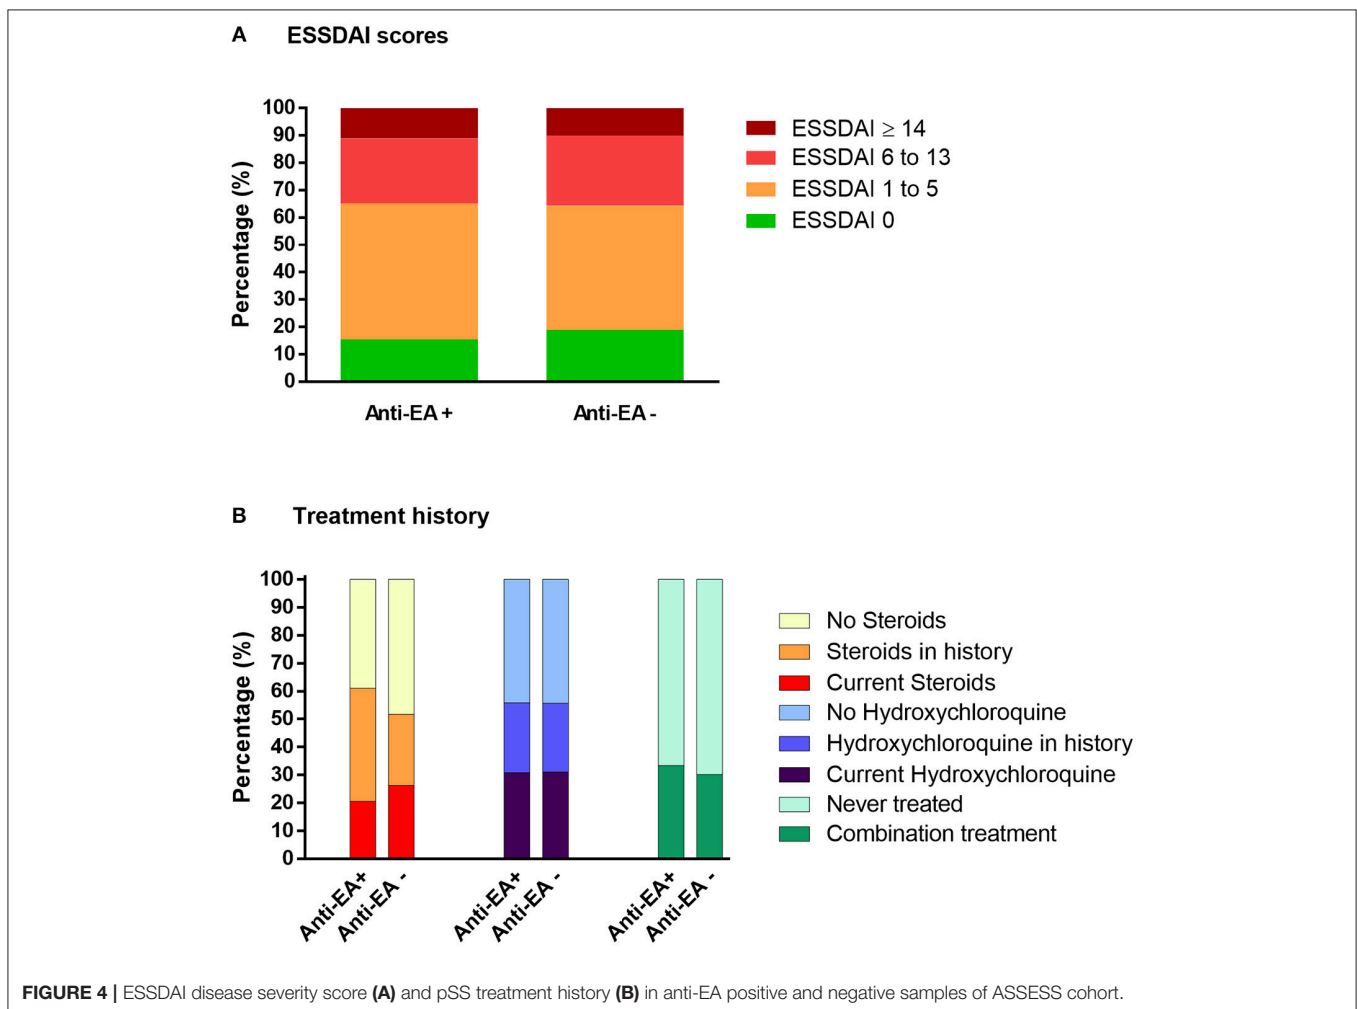 A ESSDAI scores
100
90
80
70
60
50
40
30
20
10
0
Percentage (%)
Anti-EA + Anti-EA -
ESSDAI ≥ 14
ESSDAI 6 to 13
ESSDAI 1 to 5
ESSDAI 0
B Treatment history
100
90
80
70
60
50
40
30
20
10
0
Percentage (%)
Anti-EA+
Anti-EA -
Anti-EA+
Anti-EA -
Anti-EA+
Anti-EA -
No Steroids
Steroids in history
Current Steroids
No Hydroxychloroquine
Hydroxychloroquine in history
Current Hydroxychloroquine
Never treated
Combination treatment
FIGURE 4 | ESSDAI disease severity score (A) and pSS treatment history (B) in anti-EA positive and negative samples of ASSESS cohort.